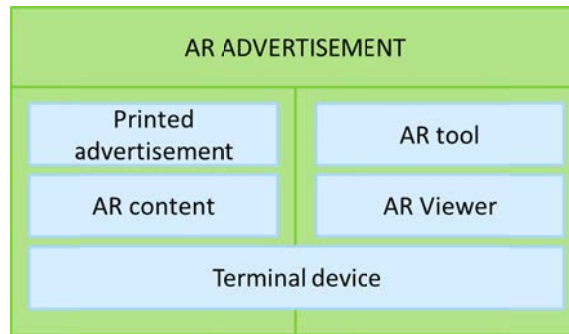 AR ADVERTISEMENT
Printed
advertisement
AR tool
AR content
AR Viewer
Terminal device